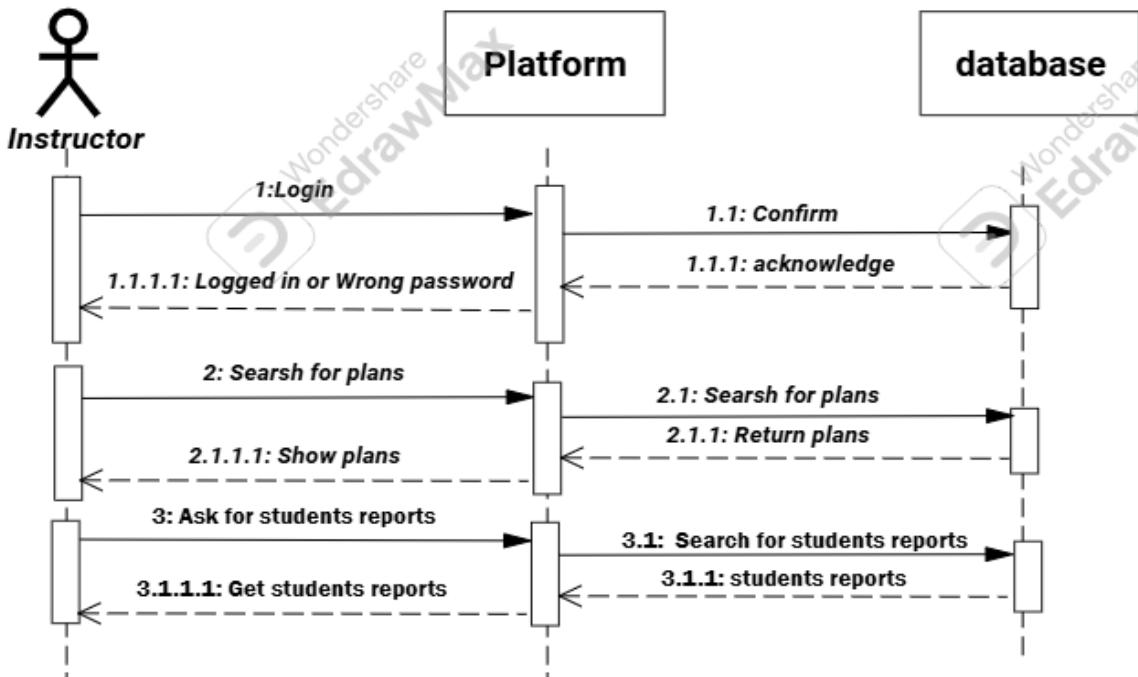 Platform
database
Instructor
Wondershare
EdrawMax
Wondershare
EdrawMax
1:Login
1.1: Confirm
1.1.1: acknowledge
1.1.1.1: Logged in or Wrong password
2: Searsh for plans
2.1: Searsh for plans
2.1.1: Return plans
2.1.1.1: Show plans
3: Ask for students reports
3.1: Search for students reports
3.1.1: students reports
3.1.1.1: Get students reports